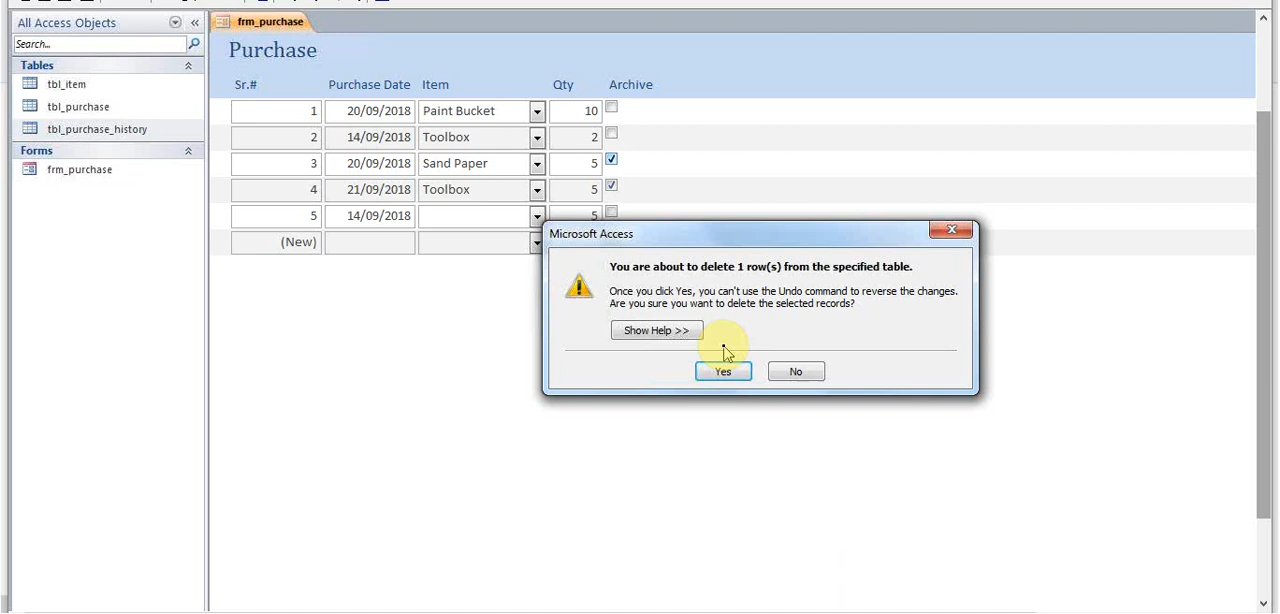 All Access Objects
«
frm_purchase
Search...
Purchase
Tables
Sr.# Purchase Date Item Qty Archive
tbl_item
tbl_purchase
tbl_purchase_history
Forms
frm_purchase
1 20/09/2018 Paint Bucket 10
2 14/09/2018 Toolbox 2
3 20/09/2018 Sand Paper 5
4 21/09/2018 Toolbox 5
5 14/09/2018 5
(New)
Microsoft Access
You are about to delete 1 row(s) from the specified table.
Once you click Yes, you can't use the Undo command to reverse the changes.
Are you sure you want to delete the selected records?
Show Help >>
Yes No